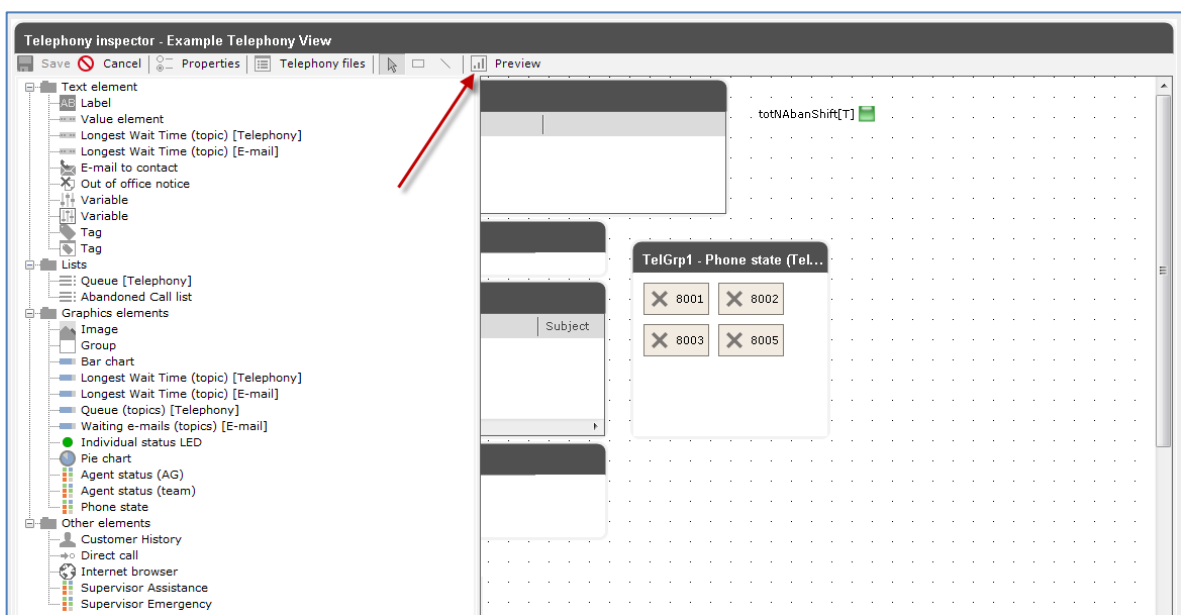 Telephony inspector - Example Telephony View
Save Cancel Properties Telephony files Preview
Text element
AB Label
Value element
Longest Wait Time (topic) [Telephony]
Longest Wait Time (topic) [E-mail]
E-mail to contact
Out of office notice
Variable
Variable
Tag
Tag
Lists
Queue [Telephony]
Abandoned Call list
Graphics elements
Image
Group
Bar chart
Longest Wait Time (topic) [Telephony]
Longest Wait Time (topic) [E-mail]
Queue (topics) [Telephony]
Waiting e-mails (topics) [E-mail]
Individual status LED
Pie chart
Agent status (AG)
Agent status (team)
Phone state
Other elements
Customer History
Direct call
Internet browser
Supervisor Assistance
Supervisor Emergency
totNAbanShift[T]
TelGrp1 - Phone state (Tel...
8001 8002
8003 8005
Subject